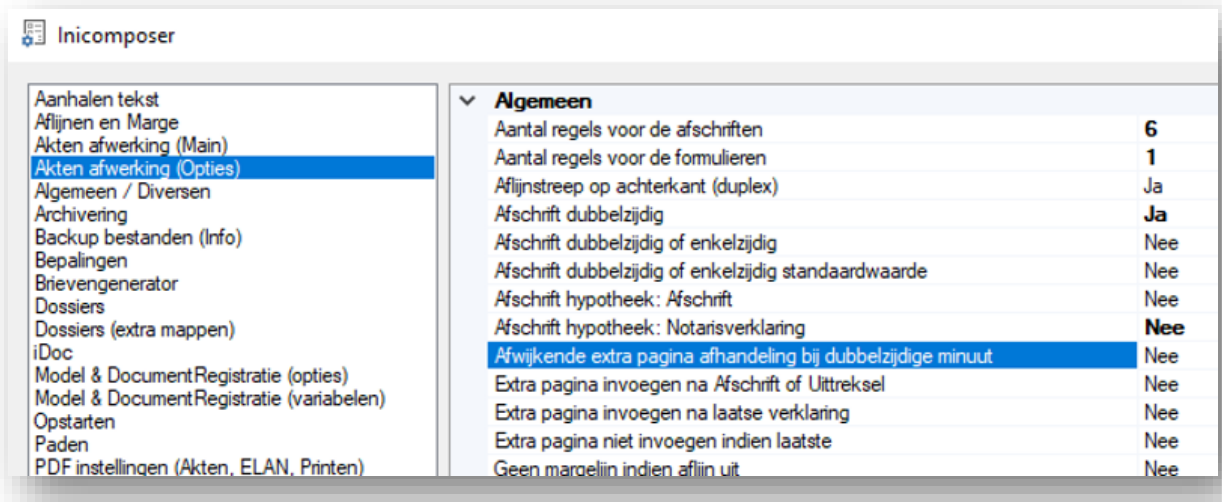 Inicomposer
Aanhalen tekst
Aflijnen en Marge
Akten afwerking (Main)
Akten afwerking (Opties)
Algemeen / Diversen
Archivering
Backup bestanden (Info)
Bepalingen
Brievengenerator
Dossiers
Dossiers (extra mappen)
iDoc
Model & DocumentRegistratie (opties)
Model & DocumentRegistratie (variabelen)
Opstarten
Paden
PDF instellingen (Akten, ELAN, Printen)
Algemeen
Aantal regels voor de afschriften 6
Aantal regels voor de formulieren 1
Aflijnstreep op achterkant (duplex) Ja
Afschrift dubbelzijdig Ja
Afschrift dubbelzijdig of enkelzijdig Nee
Afschrift dubbelzijdig of enkelzijdig standaardwaarde Nee
Afschrift hypotheek: Afschrift Nee
Afschrift hypotheek: Notarisverklaring Nee
Afwijkende extra pagina afhandeling bij dubbelzijdige minuut Nee
Extra pagina invoegen na Afschrift of Uittreksel Nee
Extra pagina invoegen na laatse verklaring Nee
Extra pagina niet invoegen indien laatste Nee
Geen margelijn indien aflijn uit Nee